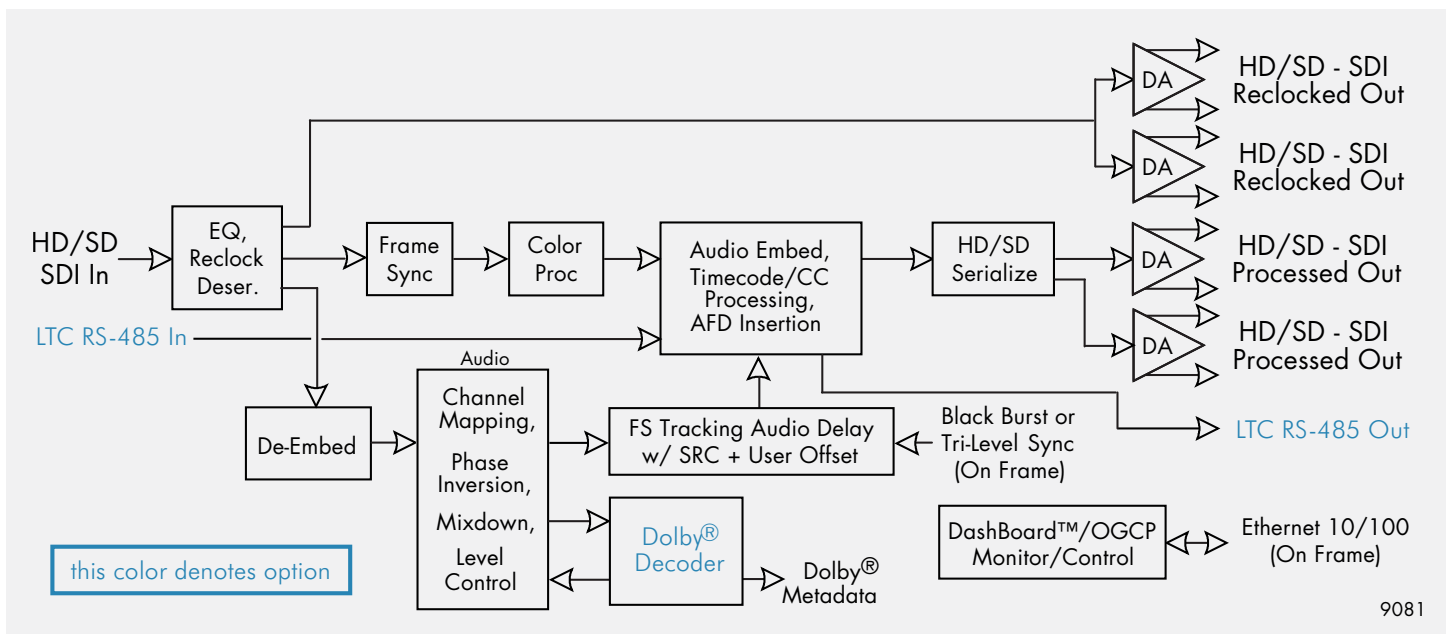 DA
HD/SD - SDI
Reclocked Out
DA
HD/SD - SDI
Reclocked Out
HD/SD
SDI In
EQ,
Reclock
Deser.
Frame
Sync
Color
Proc
Audio Embed,
Timecode/CC
Processing,
AFD Insertion
HD/SD
Serialize
DA
HD/SD - SDI
Processed Out
DA
HD/SD - SDI
Processed Out
LTC RS-485 In
Audio
Channel
Mapping,
Phase
Inversion,
Mixdown,
Level
Control
De-Embed
FS Tracking Audio Delay
w/ SRC + User Offset
Black Burst or
Tri-Level Sync
(On Frame)
LTC RS-485 Out
Dolby®
Decoder
Dolby®
Metadata
DashBoard™/OGCP
Monitor/Control
Ethernet 10/100
(On Frame)
this color denotes option
9081